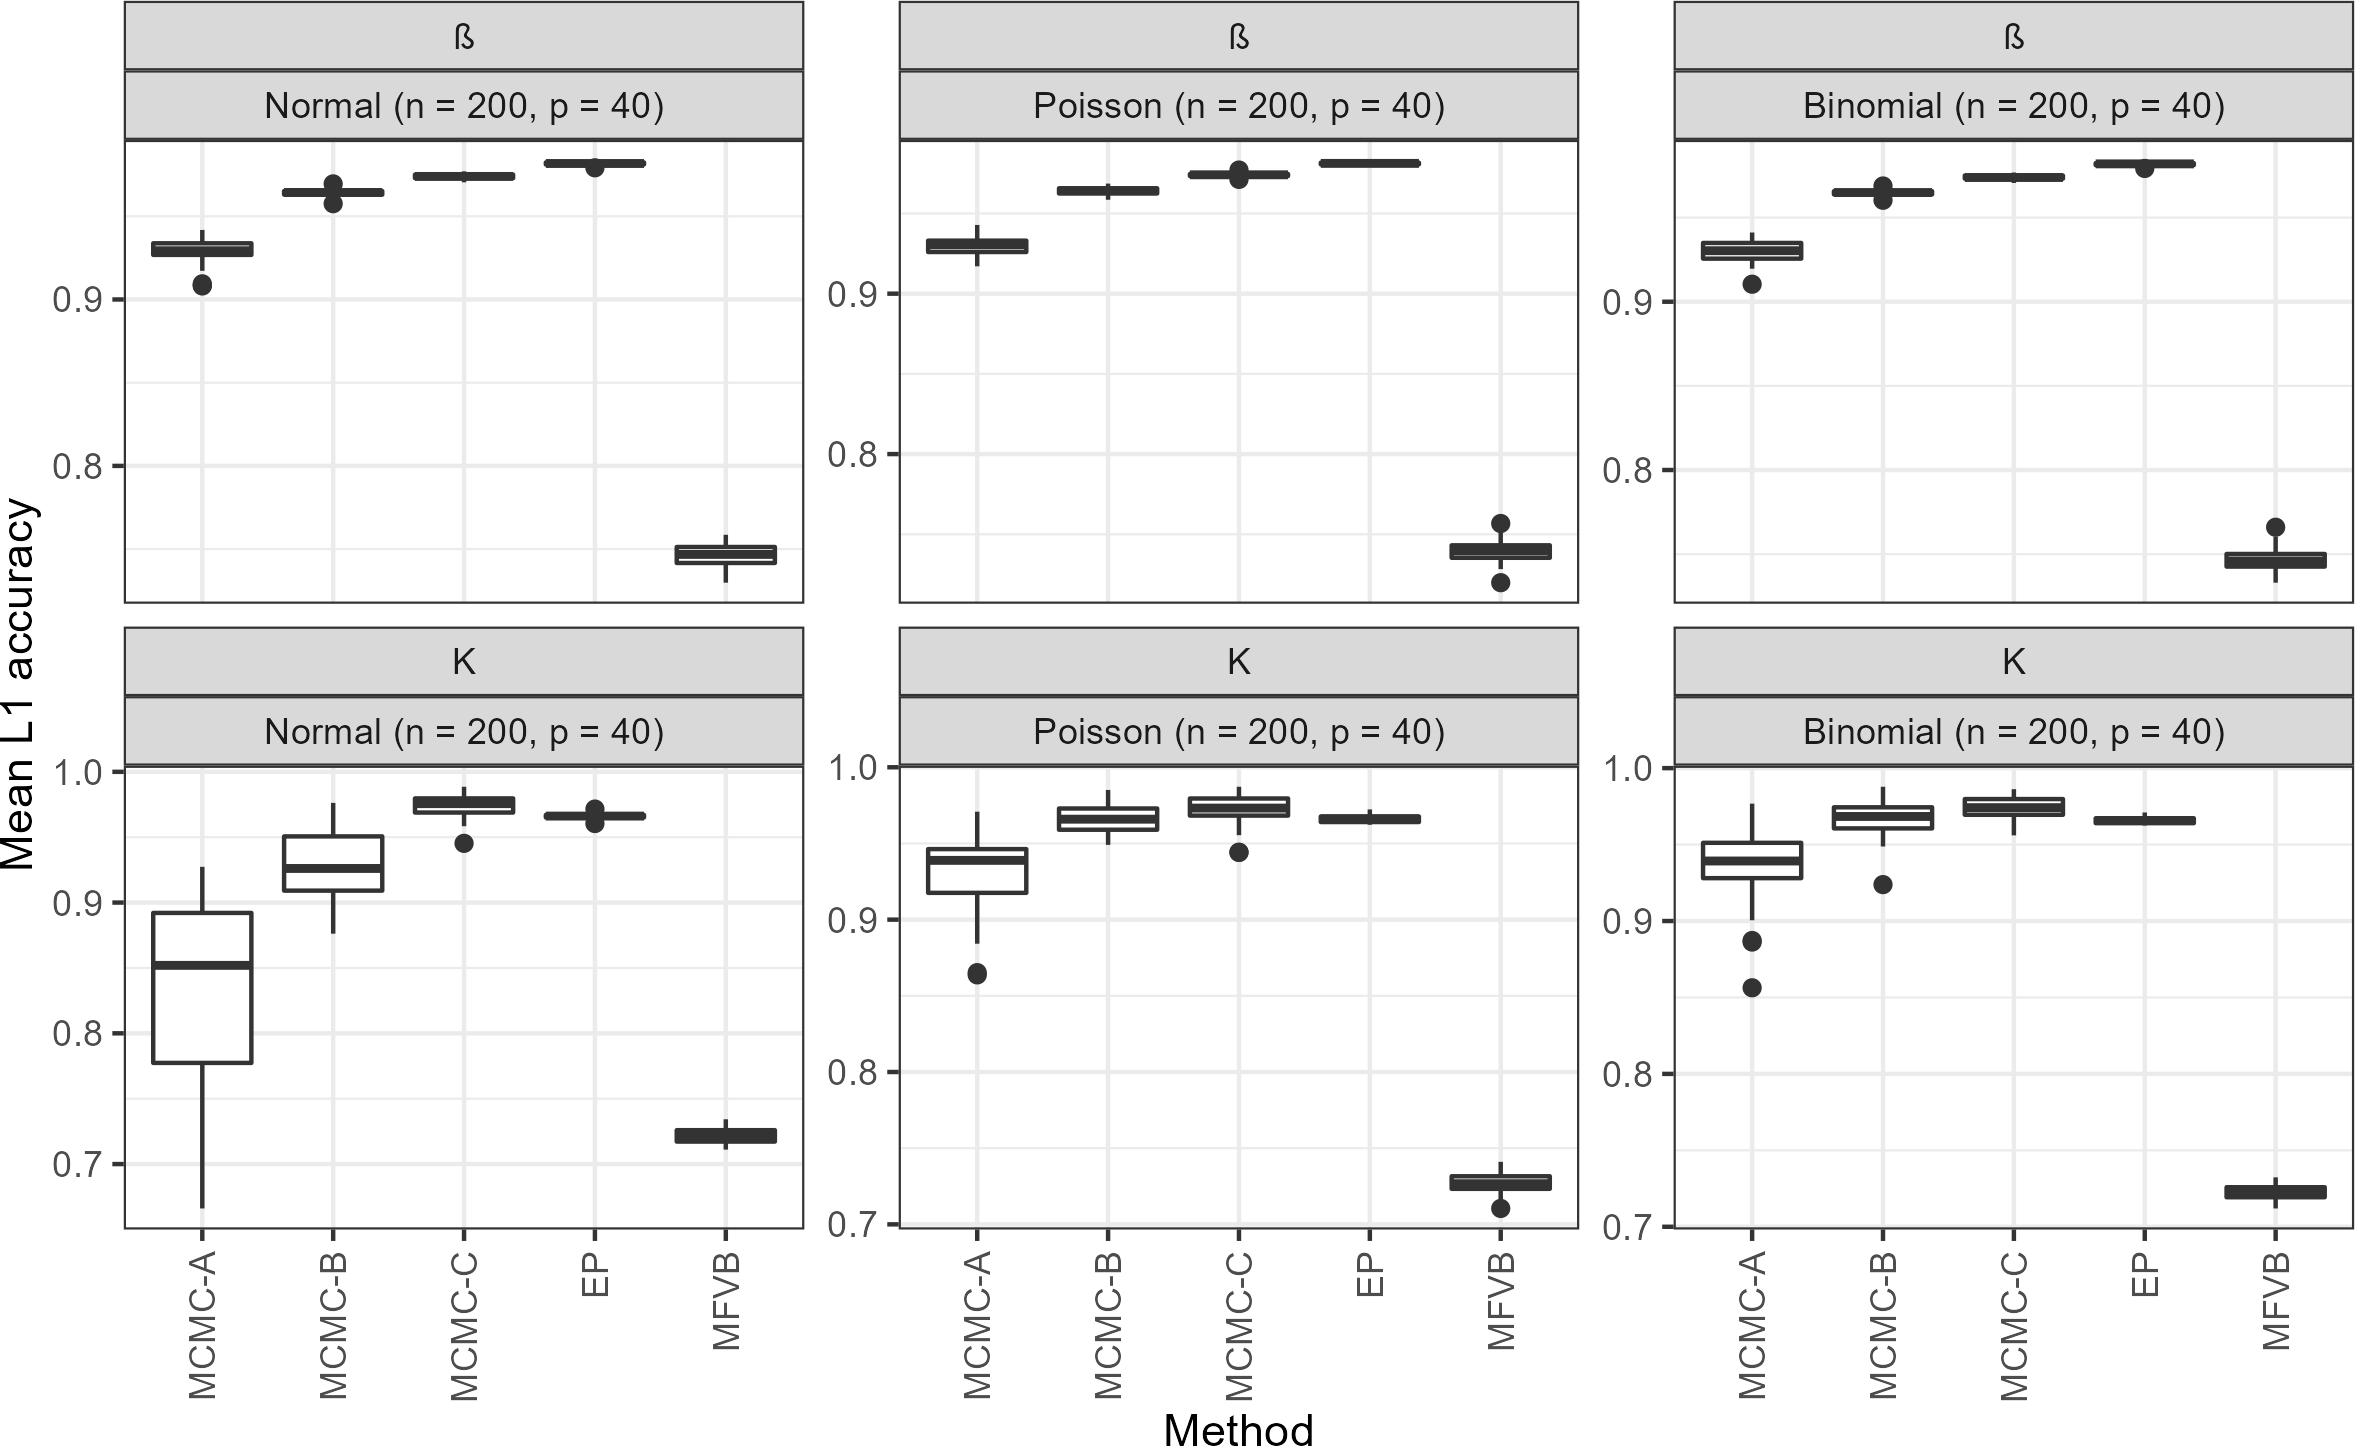 ß
ß
ß
Normal (n = 200, p = 40)
Poisson (n = 200, p = 40)
Binomial (n = 200, p = 40)
0.9
0.8
0.9
0.8
0.9
0.8
Mean L1 accuracy
K
K
K
Normal (n = 200, p = 40)
Poisson (n = 200, p = 40)
Binomial (n = 200, p = 40)
1.0
0.9
0.8
0.7
1.0
0.9
0.8
0.7
1.0
0.9
0.8
0.7
MCMC-A
MCMC-B
MCMC-C
EP
MFVB
MCMC-A
MCMC-B
MCMC-C
EP
MFVB
MCMC-A
MCMC-B
MCMC-C
EP
MFVB
Method